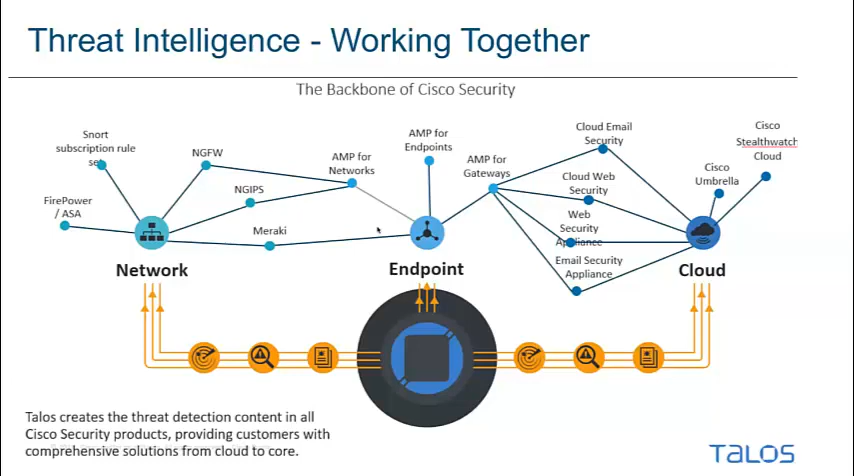 Threat Intelligence - Working Together
The Backbone of Cisco Security
Snort
subscription rule
set
FirePower
/ ASA
NGFW
NGIPS
Meraki
AMP for
Networks
AMP for
Endpoints
AMP for
Gateways
Cloud Email
Security
Cloud Web
Security
Web
Security
Appliance
Email Security
Appliance
Cisco
Umbrella
Cisco
Stealthwatch
Cloud
Network
Endpoint
Cloud
Talos creates the threat detection content in all
Cisco Security products, providing customers with
comprehensive solutions from cloud to core.
TALOS